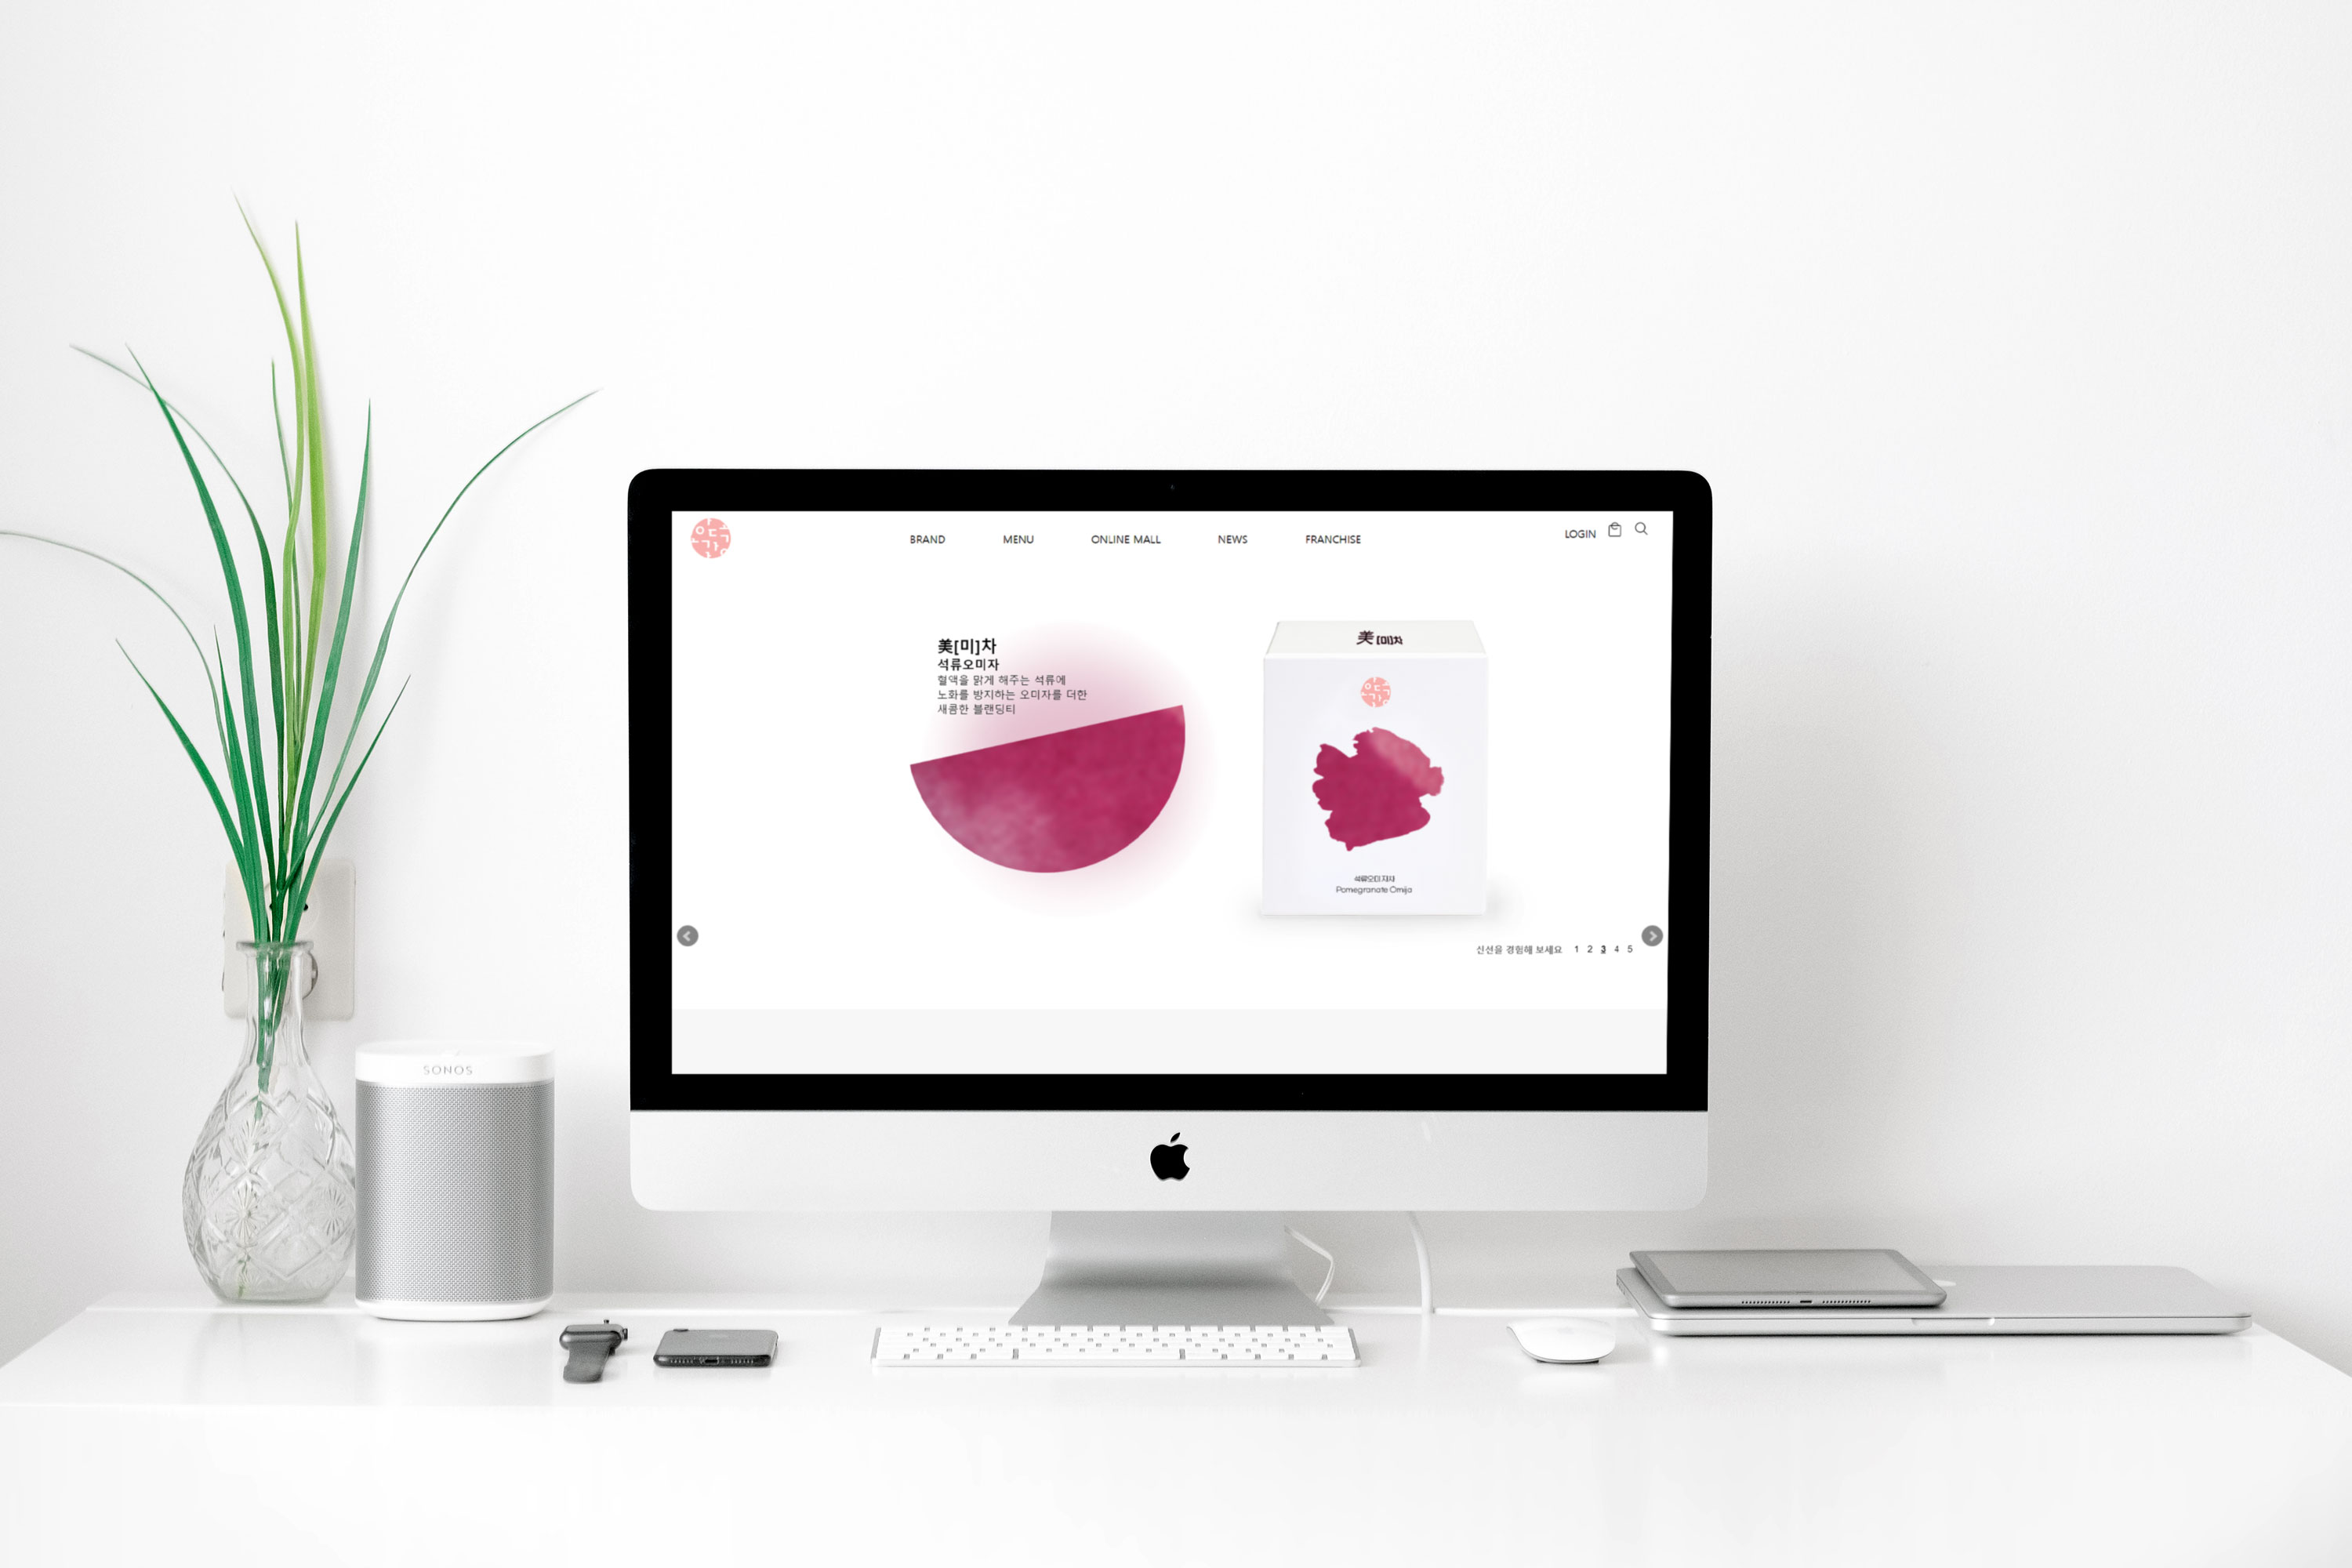 BRAND MENU ONLINE MALL NEWS FRANCHISE LOGIN
美[미]차
석류오미자
혈액을 맑게 해주는 석류에
노화를 방지하는 오미자를 더한
새콤한 블랜딩티
美[미]차
석류오미자차
Pomegranate Omija
신선을 경험해 보세요 1 2 3 4 5
SONOS